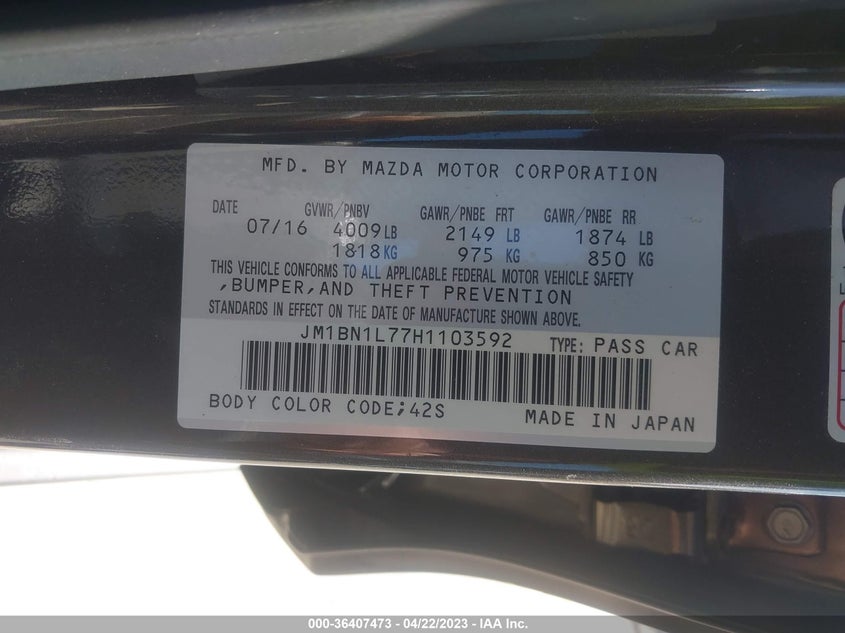 MFD. BY MAZDA MOTOR CORPORATION
DATE GVWR/PNBV GAWR/PNBE FRT GAWR/PNBE RR
07/16 4009LB 2149 LB 1874 LB
1818KG 975 KG 850 KG
THIS VEHICLE CONFORMS TO ALL APPLICABLE FEDERAL MOTOR VEHICLE SAFETY
,BUMPER,AND THEFT PREVENTION
STANDARDS IN EFFECT ON THE DATE OF MANUFACTURE SHOWN ABOVE.
JM1BN1L77H1103592 TYPE: PASS CAR
BODY COLOR CODE;42S MADE IN JAPAN
000-36407473 - 04/22/2023 - IAA Inc.